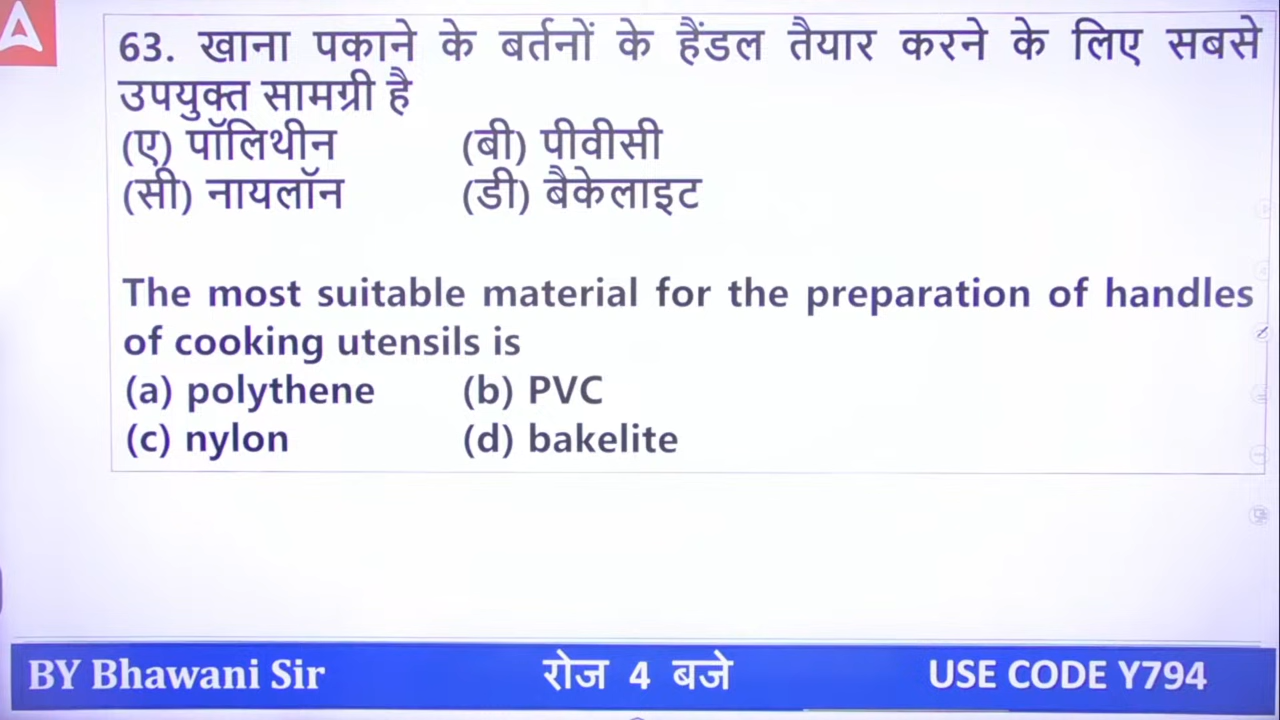 63. खाना पकाने के बर्तनों के हैंडल तैयार करने के लिए सबसे
उपयुक्त सामग्री है
(ए) पॉलिथीन (बी) पीवीसी
(सी) नायलॉन (डी) बैकेलाइट
The most suitable material for the preparation of handles
of cooking utensils is
(a) polythene (b) PVC
(c) nylon (d) bakelite
BY Bhawani Sir रोज 4 बजे USE CODE Y794